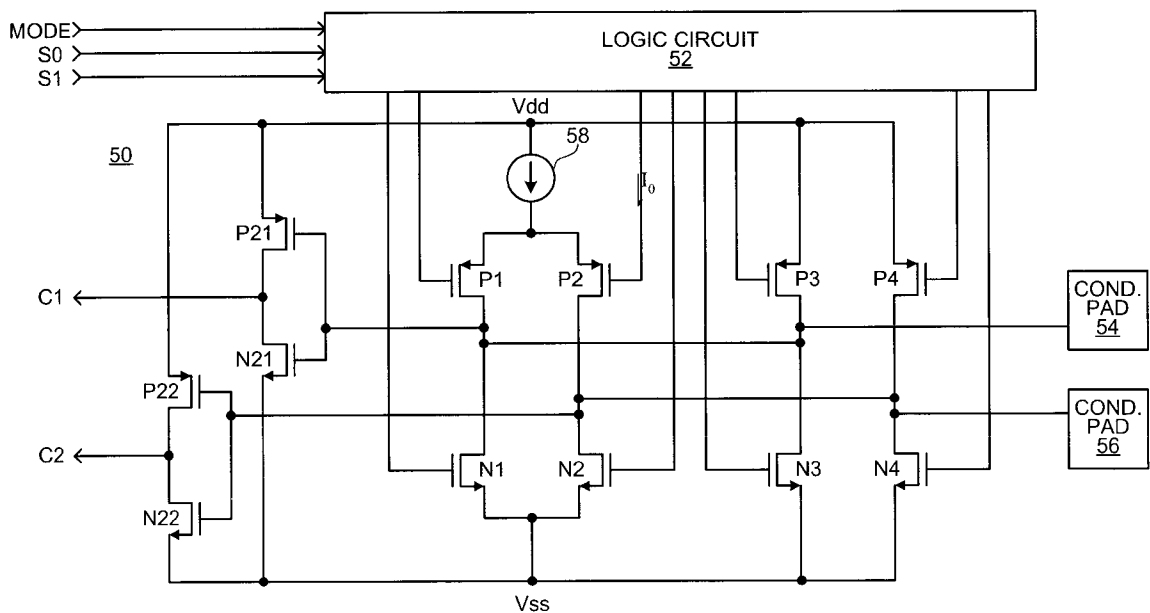 MODE
S0
S1
LOGIC CIRCUIT
52
Vdd
50
58
I0
P21
P1
P2
P3
P4
COND.
PAD
54
C1
N21
P22
COND.
PAD
56
C2
N1
N2
N3
N4
N22
Vss